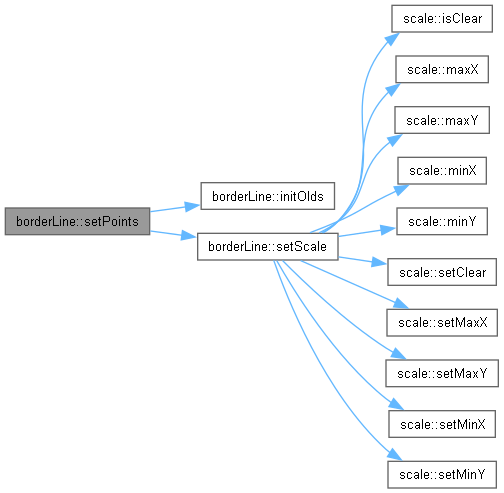 scale::isClear
scale::maxX
scale::maxY
scale::minX
borderLine::initOlds
borderLine::setPoints
scale::minY
borderLine::setScale
scale::setClear
scale::setMaxX
scale::setMaxY
scale::setMinX
scale::setMinY